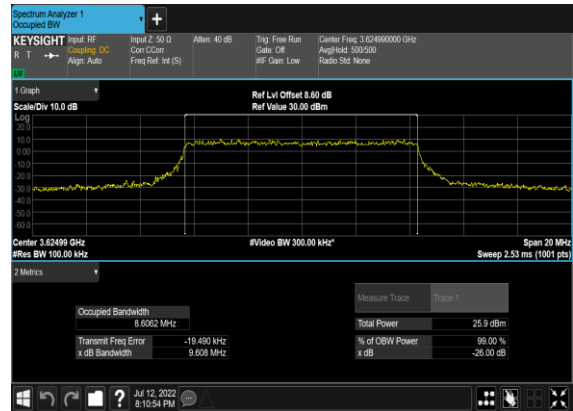 Spectrum Analyzer 1
Occupied BW
+
KEYSIGHT Input: RF Input Z: 50 Ω Atten: 40 dB Trig: Free Run Center Freq: 3.624990000 GHz
R T Coupling: DC Corr CCorr Gate: Off Avg|Hold: 500/500
Align: Auto Freq Ref: Int (S) #IF Gain: Low Radio Std: None
LW
1 Graph
Ref Lvl Offset 8.60 dB
Scale/Div 10.0 dB Ref Value 30.00 dBm
Log
20.0
10.0
0.00
-10.0
-20.0
-30.0
-40.0
-50.0
-60.0
Center 3.62499 GHz #Video BW 300.00 kHz* Span 20 MHz
#Res BW 100.00 kHz Sweep 2.53 ms (1001 pts)
2 Metrics
Measure Trace Trace 1
Occupied Bandwidth
8.6062 MHz Total Power 25.9 dBm
Transmit Freq Error -19.490 kHz % of OBW Power 99.00 %
x dB Bandwidth 9.608 MHz x dB -26.00 dB
? Jul 12, 2022
8:10:54 PM